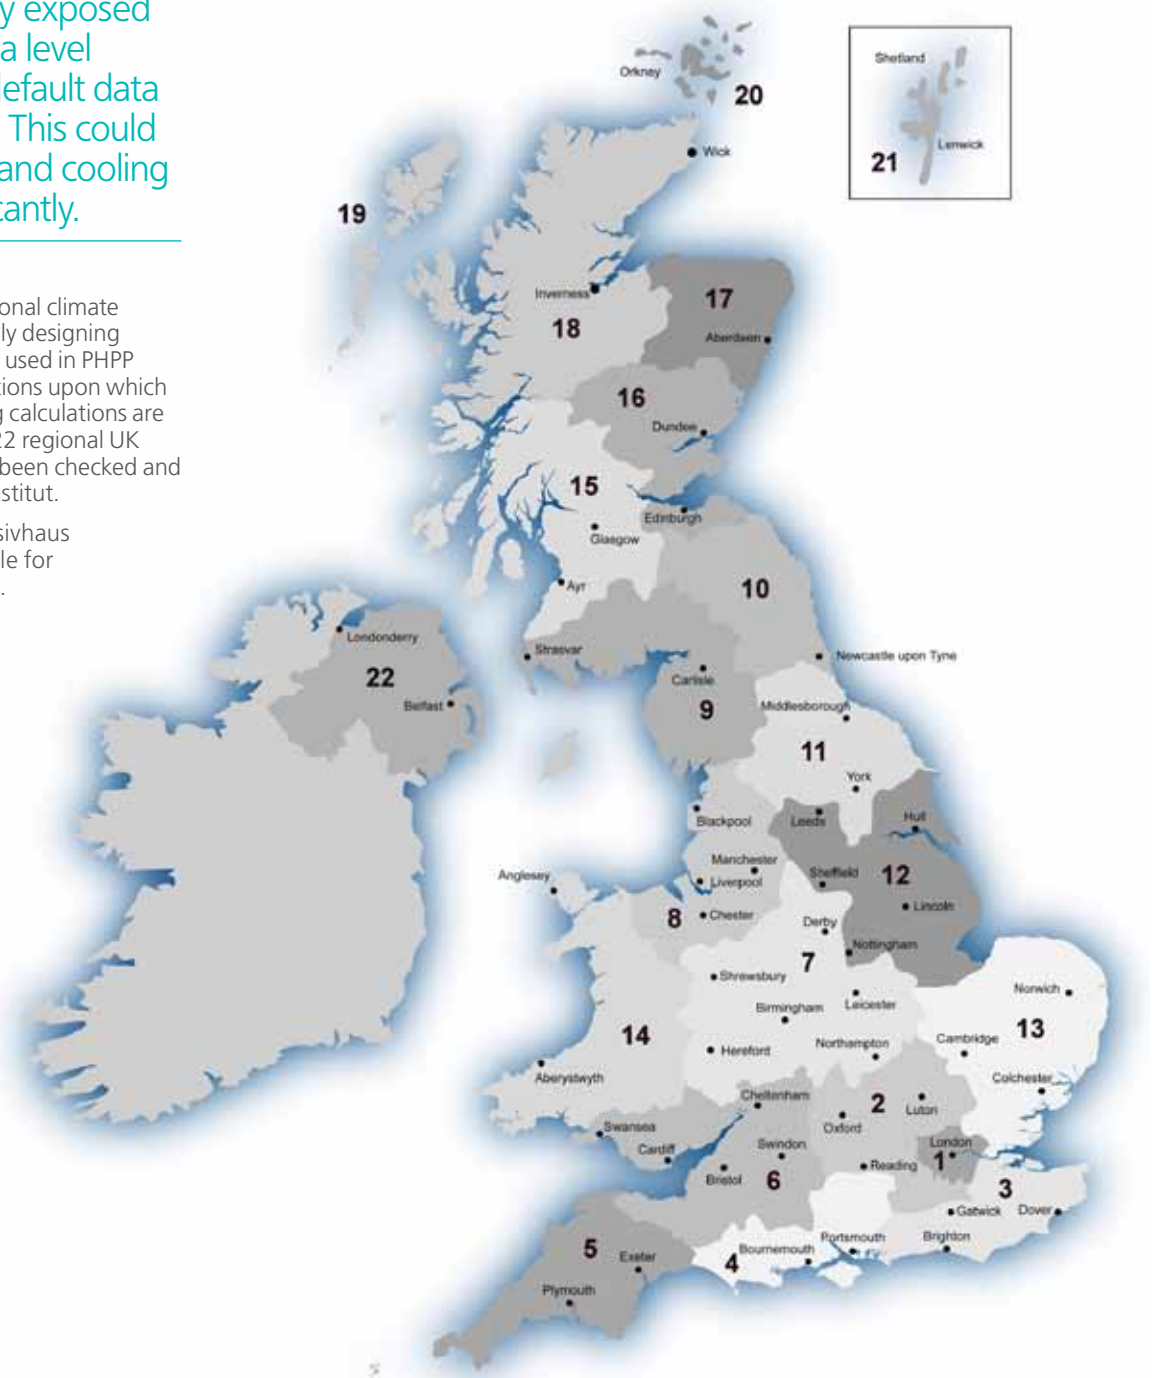 y exposed
a level
lefault data
This could
and cooling
cantly.
onal climate
ly designing
used in PHPP
tions upon which
g calculations are
22 regional UK
been checked and
stitut.
sivhaus
le for
.
Orkney
20
Shetland
Lerwick
21
Wick
19
Inverness
18
17
Aberdeen
16
Dundee
15
Edinburgh
Glasgow
Ayr
10
Londonderry
Stravar
Newcastle upon Tyne
22
Carlisle
Belfast
9
Middlesborough
11
York
Blackpool
Leeds
Hull
Manchester
Anglesey
Liverpool
Sheffield
12
8
Chester
Derby
Lincoln
Nottingham
7
Shrewsbury
Leicester
Norwich
Birmingham
13
14
Hereford
Northampton
Cambridge
Aberystwyth
Colchester
Cheltenham
2
Luton
Oxford
Swansea
Cardiff
Swindon
London
1
Bristol
6
Reading
3
Gatwick
Dover
5
Exeter
4
Bournemouth
Portsmouth
Brighton
Plymouth